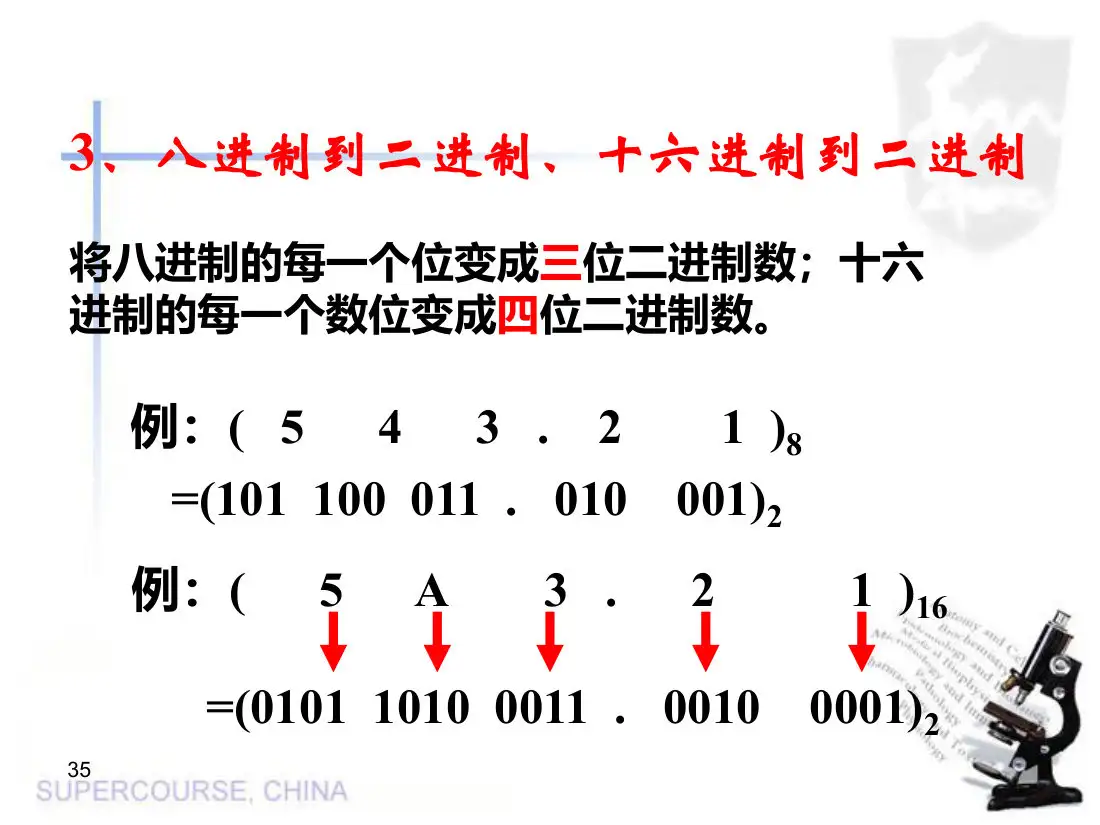 3、八进制到二进制、十六进制到二进制
将八进制的每一个位变成三位二进制数；十六
进制的每一个数位变成四位二进制数。
例：( 5 4 3 . 2 1 )8
=(101 100 011 . 010 001)2
例：( 5 A 3 . 2 1 )16
=(0101 1010 0011 . 0010 0001)2
35
SUPERCOURSE, CHINA